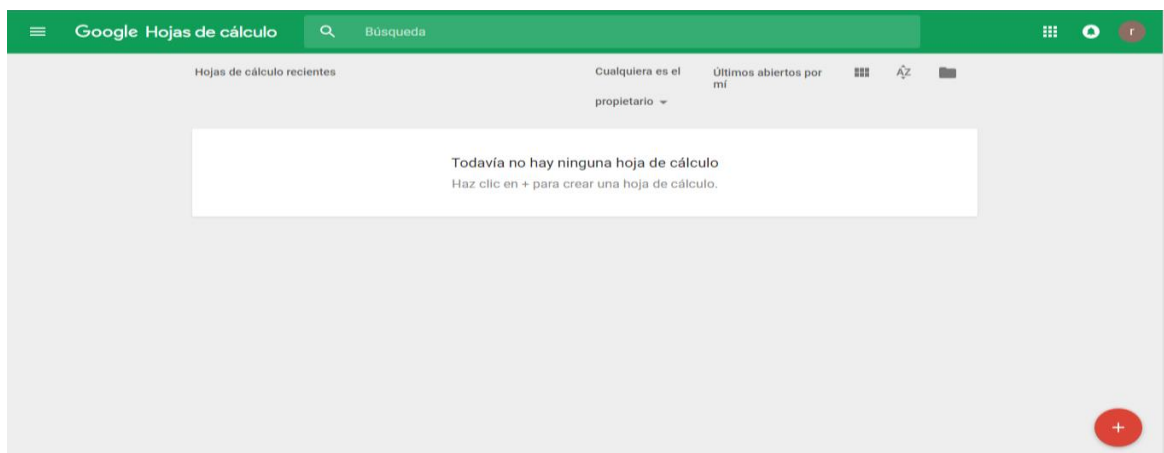 Google Hojas de cálculo
Búsqueda
r
Hojas de cálculo recientes
Cualquiera es el
propietario
Últimos abiertos por
mí
AZ
Todavía no hay ninguna hoja de cálculo
Haz clic en + para crear una hoja de cálculo.
+